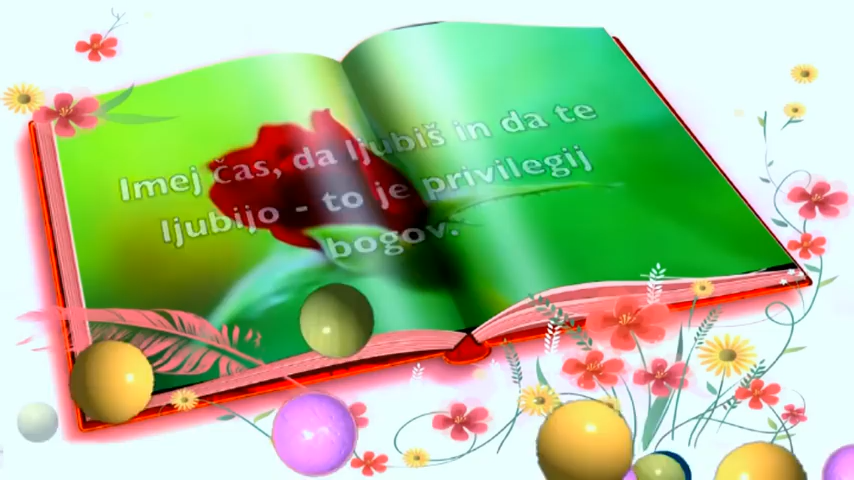 Imej čas, da ljubiš in da te
ljubijo - to je privilegij
bogov.